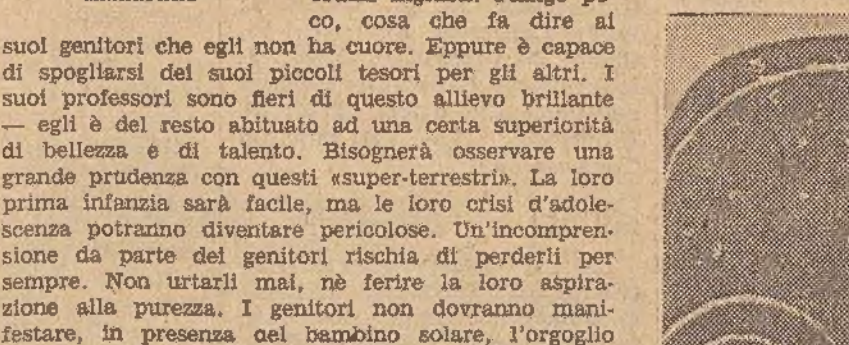 co, cosa che fa dire ai
suoi genitori che egli non ha cuore. Eppure è capace
di spogliarsi dei suoi piccoli tesori per gli altri. I
suoi professori sono fieri di questo allievo brillante
— egli è del resto abituato ad una certa superiorità
di bellezza e di talento. Bisognerà osservare una
grande prudenza con questi «super-terrestri». La loro
prima infanzia sarà facile, ma le loro crisi d'adole-
scenza potranno diventare pericolose. Un'incompren-
sione da parte dei genitori rischia di perderli per
sempre. Non urtarli mai, nè ferire la loro aspira-
zione alla purezza. I genitori non dovranno mani-
festare, in presenza del bambino solare, l'orgoglio